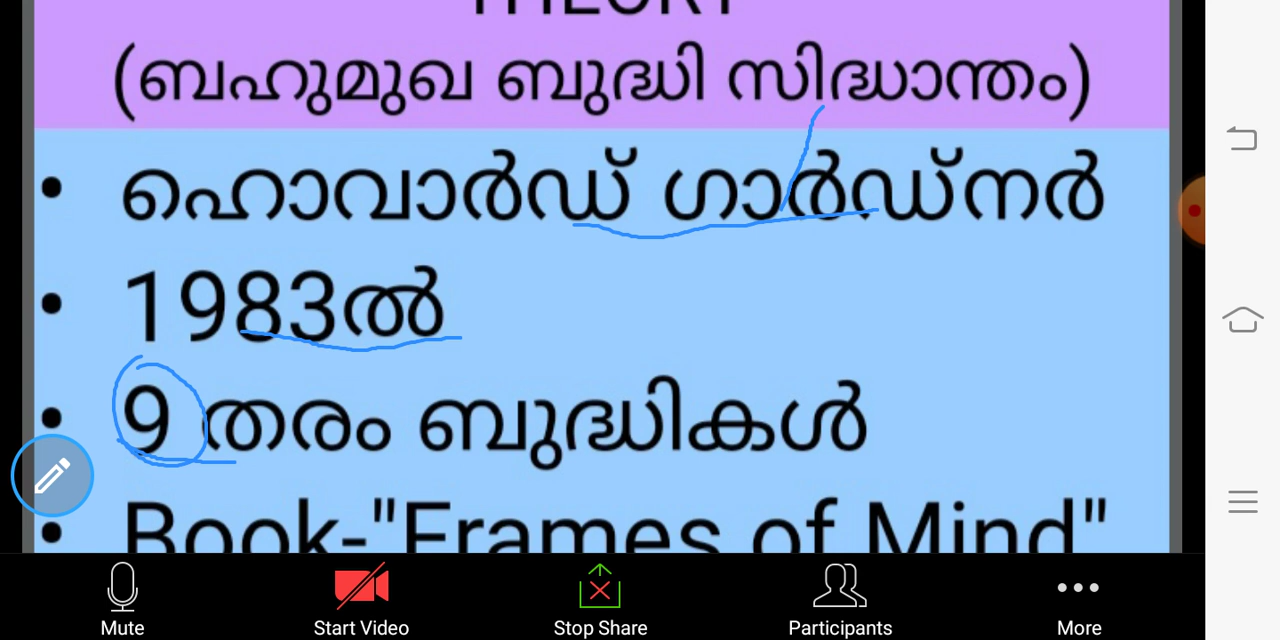 THEORY
(ബഹുമുഖ ബുദ്ധി സിദ്ധാന്തം)
• ഹൊവാർഡ് ഗാർഡ്നർ
• 1983ൽ
• 9 തരം ബുദ്ധികൾ
• Book-"Frames of Mind"
Mute Start Video Stop Share Participants More